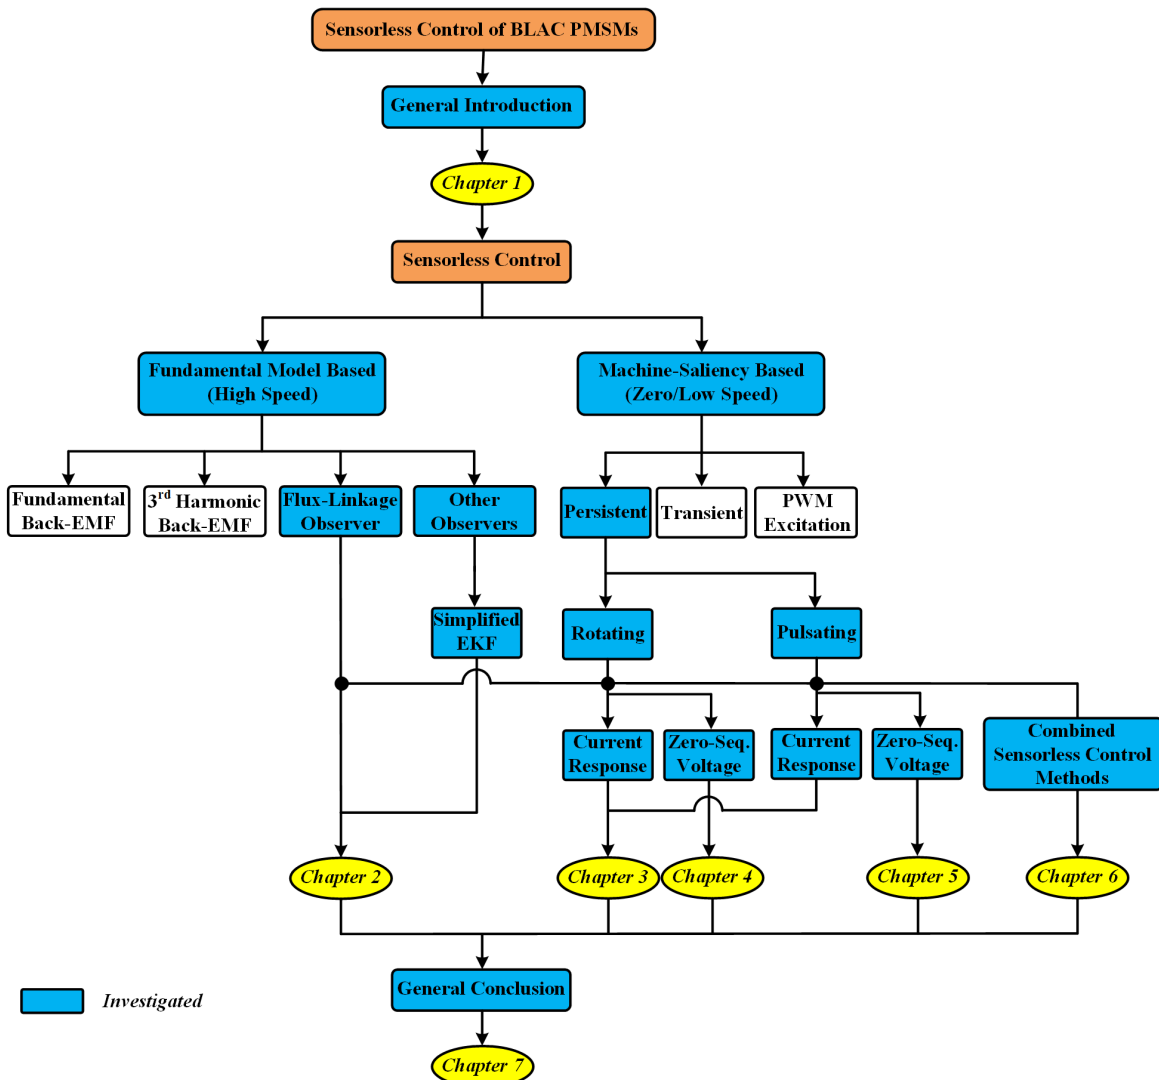 Sensorless Control of BLAC PMSMs
General Introduction
Chapter 1
Sensorless Control
Fundamental Model Based
(High Speed)
Machine-Saliency Based
(Zero/Low Speed)
Fundamental
Back-EMF
3rd Harmonic
Back-EMF
Flux-Linkage
Observer
Other
Observers
Persistent
Transient
PWM
Excitation
Simplified
EKF
Rotating
Pulsating
Current
Response
Zero-Seq.
Voltage
Current
Response
Zero-Seq.
Voltage
Combined
Sensorless Control
Methods
Chapter 2
Chapter 3
Chapter 4
Chapter 5
Chapter 6
General Conclusion
Investigated
Chapter 7